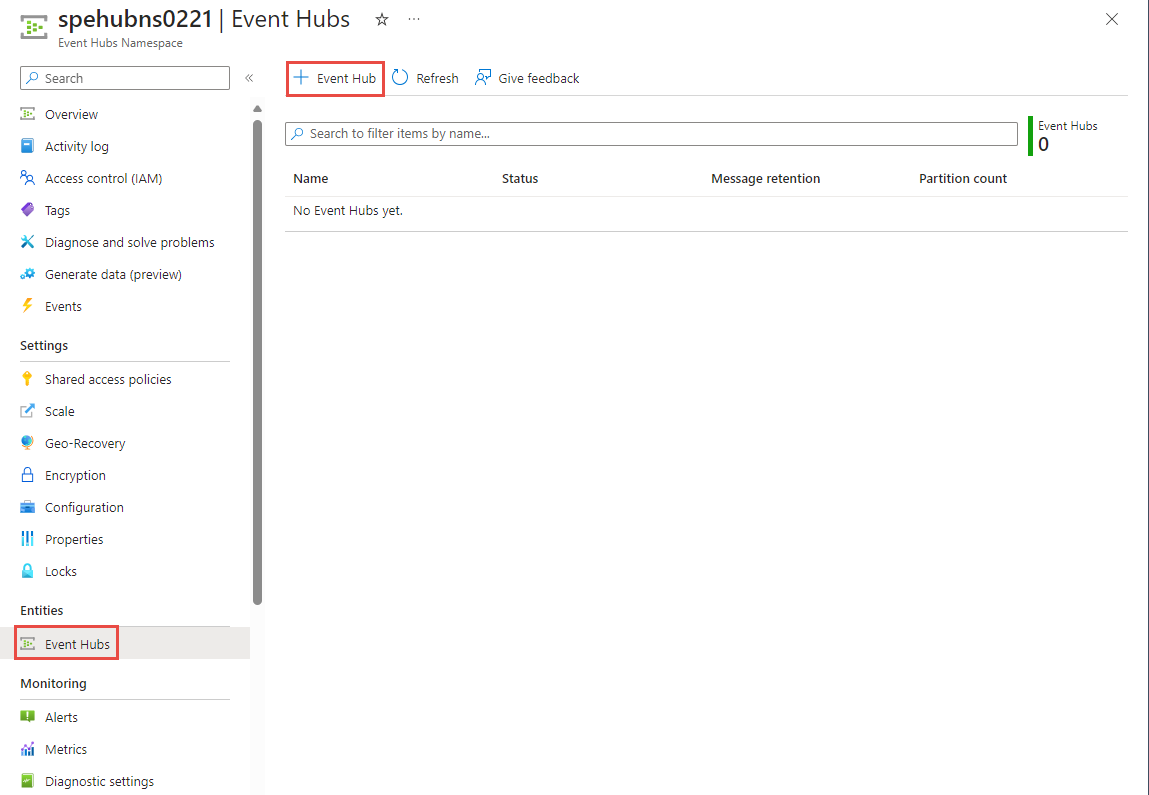 spehubns0221 | Event Hubs ☆ ···
Event Hubs Namespace
Search «
Overview
Activity log
Access control (IAM)
Tags
Diagnose and solve problems
Generate data (preview)
Events
Settings
Shared access policies
Scale
Geo-Recovery
Encryption
Configuration
Properties
Locks
Entities
Event Hubs
Monitoring
Alerts
Metrics
Diagnostic settings
+ Event Hub Refresh Give feedback
Search to filter items by name...
Event Hubs
0
Name Status Message retention Partition count
No Event Hubs yet.